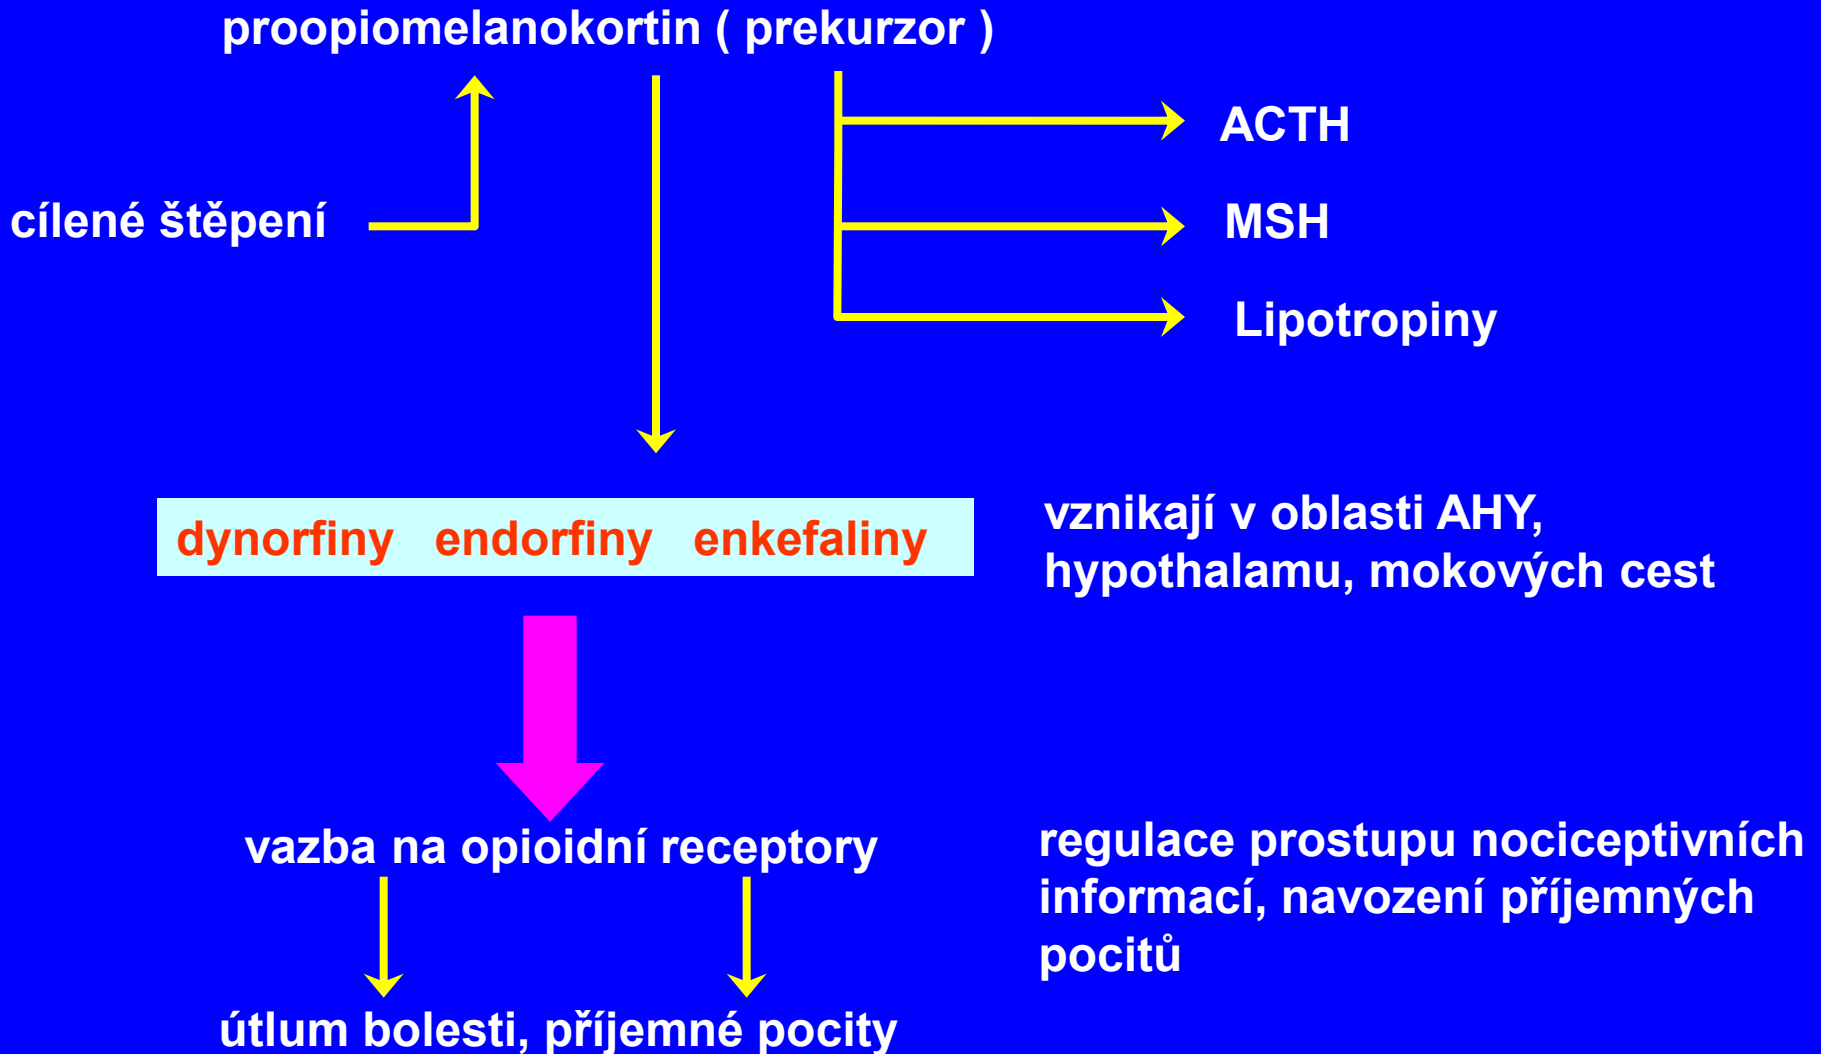 proopiomelanokortin ( prekurzor )
ACTH
cílené štěpení
MSH
Lipotropiny
dynorfiny endorfiny enkefaliny
vznikají v oblasti AHY,
hypothalamu, mokových cest
vazba na opioidní receptory
regulace prostupu nociceptivních
informací, navození příjemných
pocitů
útlum bolesti, příjemné pocity